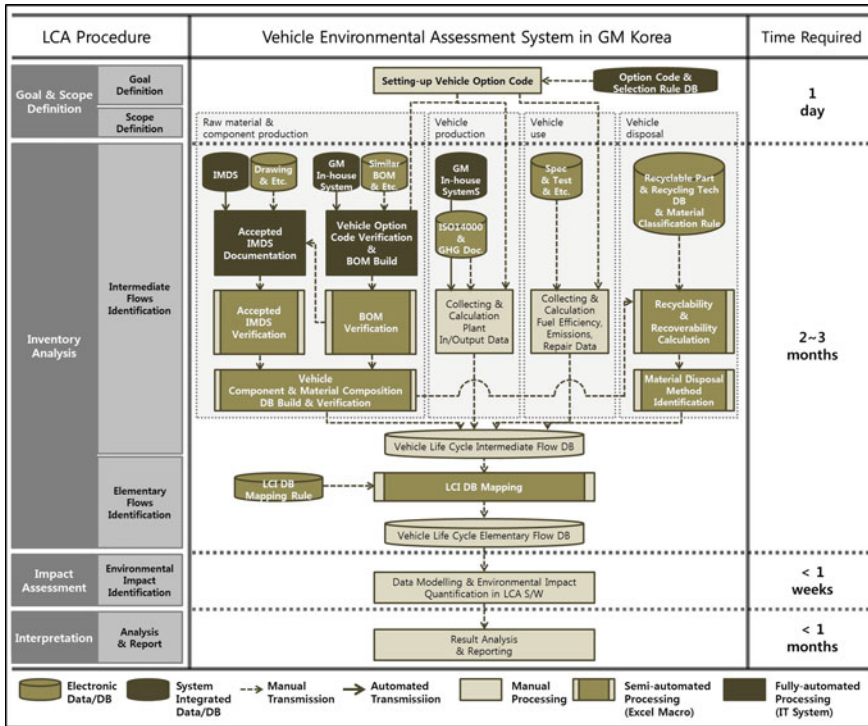 LCA Procedure
Vehicle Environmental Assessment System in GM Korea
Time Required
Goal & Scope
Definition
Goal
Definition
Scope
Definition
Setting-up Vehicle Option Code
Option Code &
Selection Rule DB
1
day
Raw material &
component production
Vehicle
production
Vehicle
use
Vehicle
disposal
Inventory
Analysis
Intermediate
Flows
Identification
IMDS
Drawing
& Etc.
GM
In-house
System
Similar
BOM
& Etc.
GM
In-house
SystemS
Spec
& Test
& Etc.
Recyclable Part
& Recycling Tech
DB
& Material
Classification Rule
Accepted
IMDS
Documentation
Vehicle Option
Code Verification
&
BOM Build
ISO14000
&
GHG Doc.
Accepted
IMDS
Verification
BOM
Verification
Collecting &
Calculation
Plant
In/Output Data
Collecting &
Calculation
Fuel Efficiency,
Emissions,
Repair Data
Recyclability
&
Recoverability
Calculation
2~3
months
Vehicle
Component & Material Composition
DB Build & Verification
Material Disposal
Method
Identification
Vehicle Life Cycle Intermediate Flow DB
Elementary
Flows
Identification
LCI DB
Mapping Rule
LCI DB Mapping
Vehicle Life Cycle Elementary Flow DB
Impact
Assessment
Environmental
Impact
Identification
Data Modelling & Environmental Impact
Quantification in LCA S/W
< 1
weeks
Interpretation
Analysis
& Report
Result Analysis
& Reporting
< 1
months
Electronic
Data/DB
System
Integrated
Data/DB
Manual
Transmission
Automated
Transmissiion
Manual
Processing
Semi-automated
Processing
(Excel Macro)
Fully-automated
Processing
(IT System)